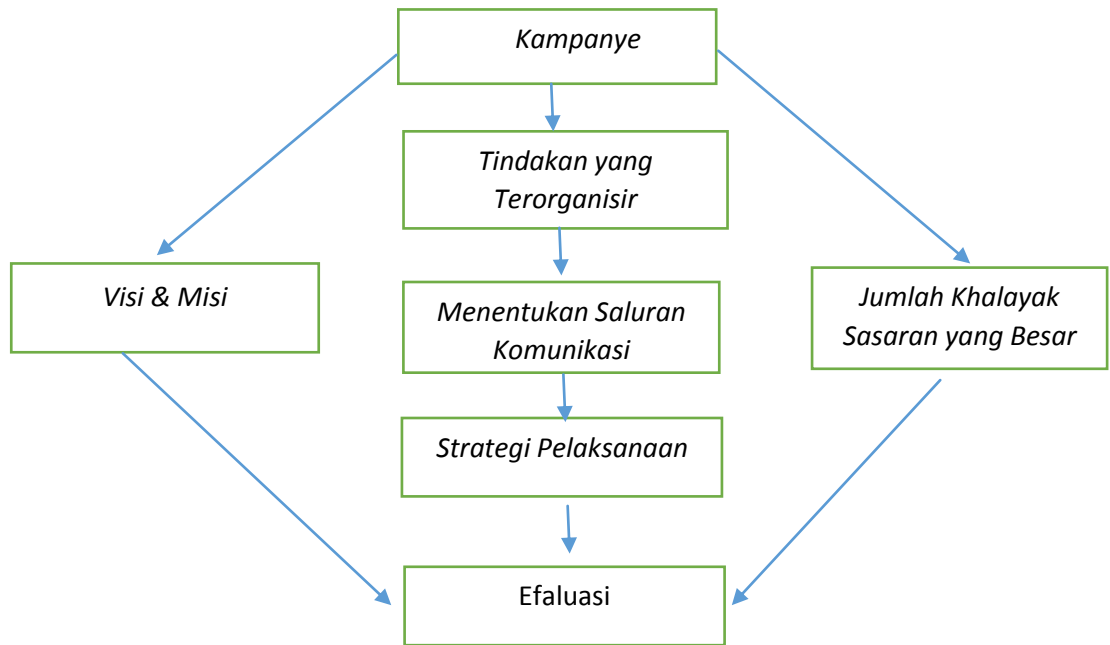 Kampanye
Tindakan yang
Terorganisir
Visi & Misi
Menentukan Saluran
Komunikasi
Jumlah Khalayak
Sasaran yang Besar
Strategi Pelaksanaan
Efaluasi